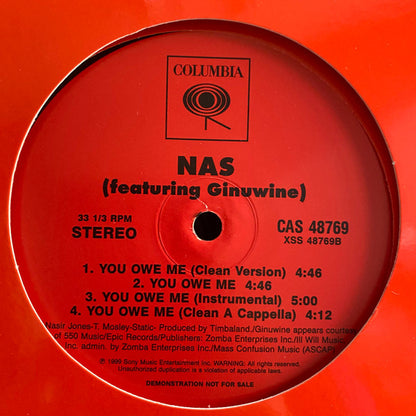 COLUMBIA
NAS
(featuring Ginuwine)
33 1/3 RPM
STEREO
CAS 48769
XSS 48769B
1. YOU OWE ME (Clean Version) 4:46
2. YOU OWE ME 4:46
3. YOU OWE ME (Instrumental) 5:00
4. YOU OWE ME (Clean A Cappella) 4:12
-Nasir Jones-T. Mosley-Static- Produced by Timbaland./Ginuwine appears courtesy
of 550 Music/Epic Records/Publishers: Zomba Enterprises Inc./Ill Will Music,
Inc. admin. by Zomba Enterprises Inc./Mass Confusion Music (ASCAP)
℗ 1999 Sony Music Entertainment Inc. WARNING: All rights reserved.
Unauthorized duplication is a violation of applicable laws.
DEMONSTRATION NOT FOR SALE